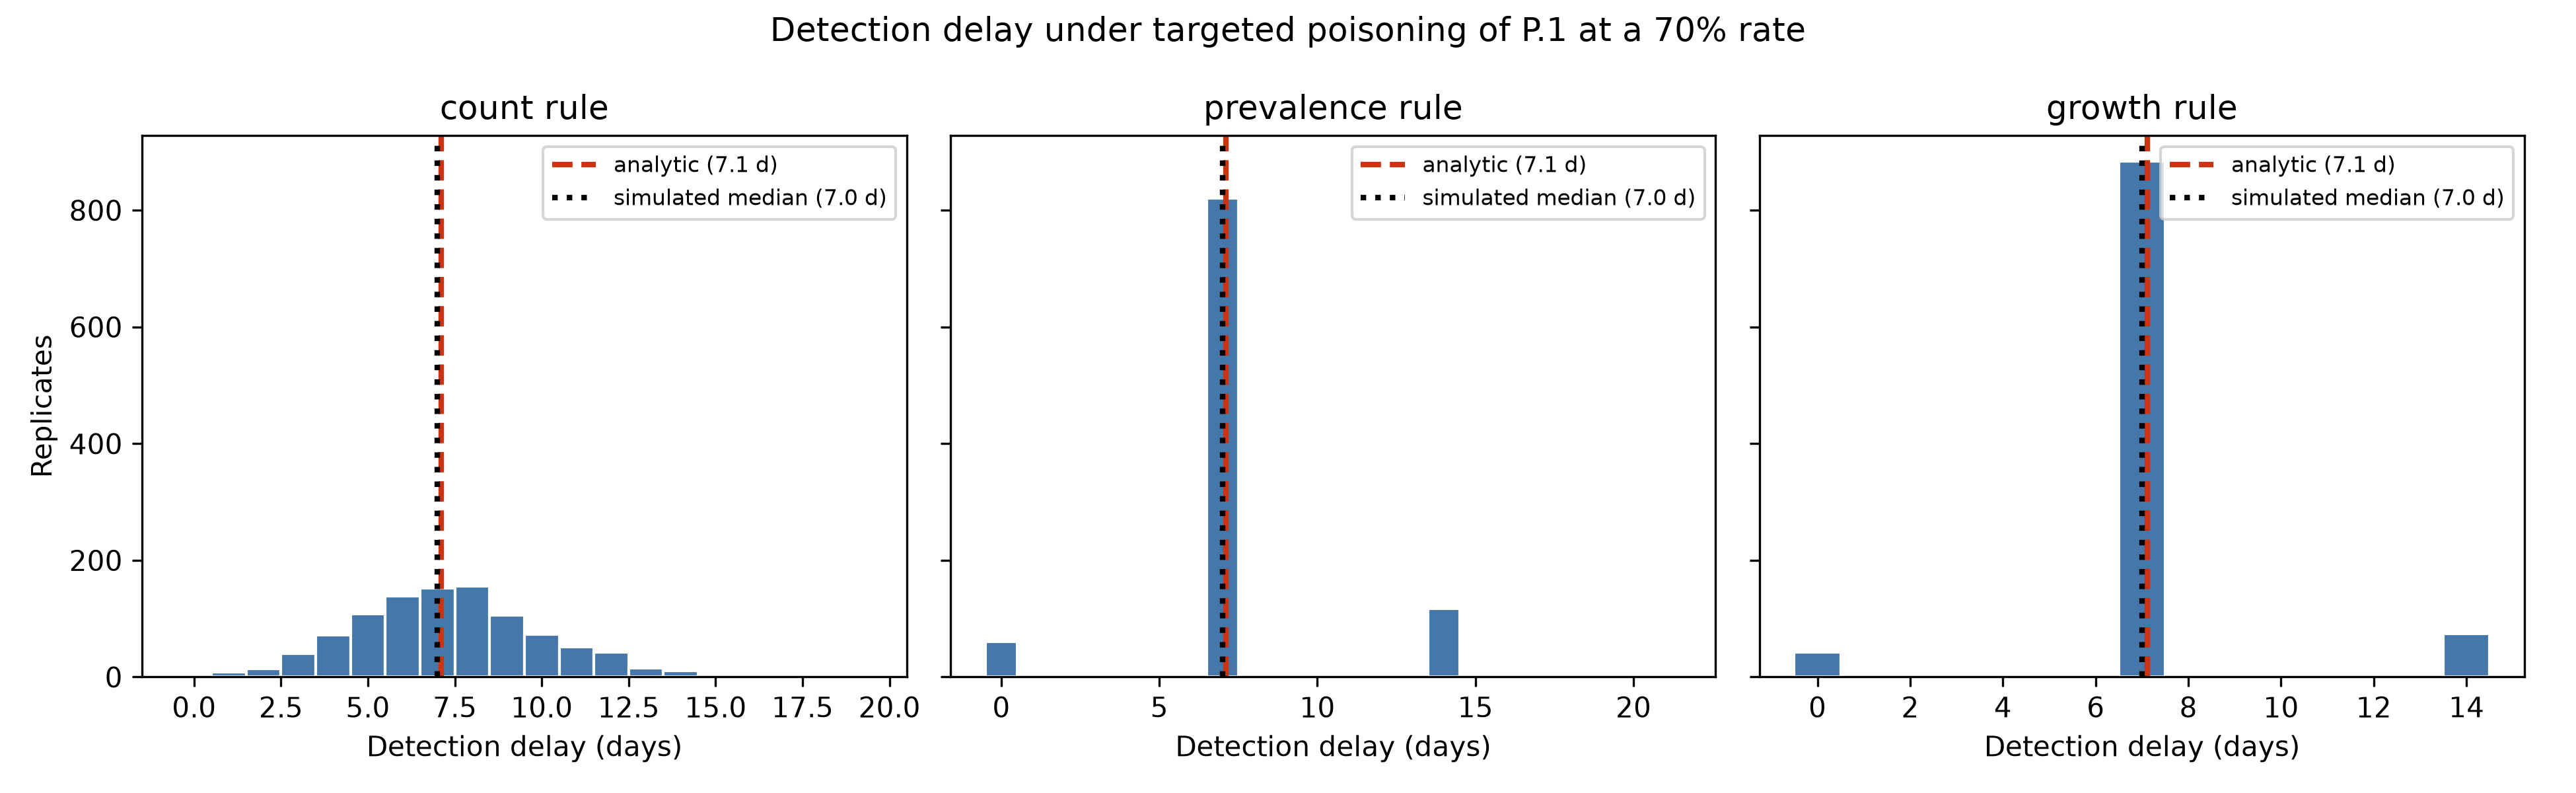 Detection delay under targeted poisoning of P.1 at a 70% rate
count rule
analytic (7.1 d)
simulated median (7.0 d)
Replicates
800
600
400
200
0
0.0 2.5 5.0 7.5 10.0 12.5 15.0 17.5 20.0
Detection delay (days)
prevalence rule
analytic (7.1 d)
simulated median (7.0 d)
0 5 10 15 20
Detection delay (days)
growth rule
analytic (7.1 d)
simulated median (7.0 d)
0 2 4 6 8 10 12 14
Detection delay (days)